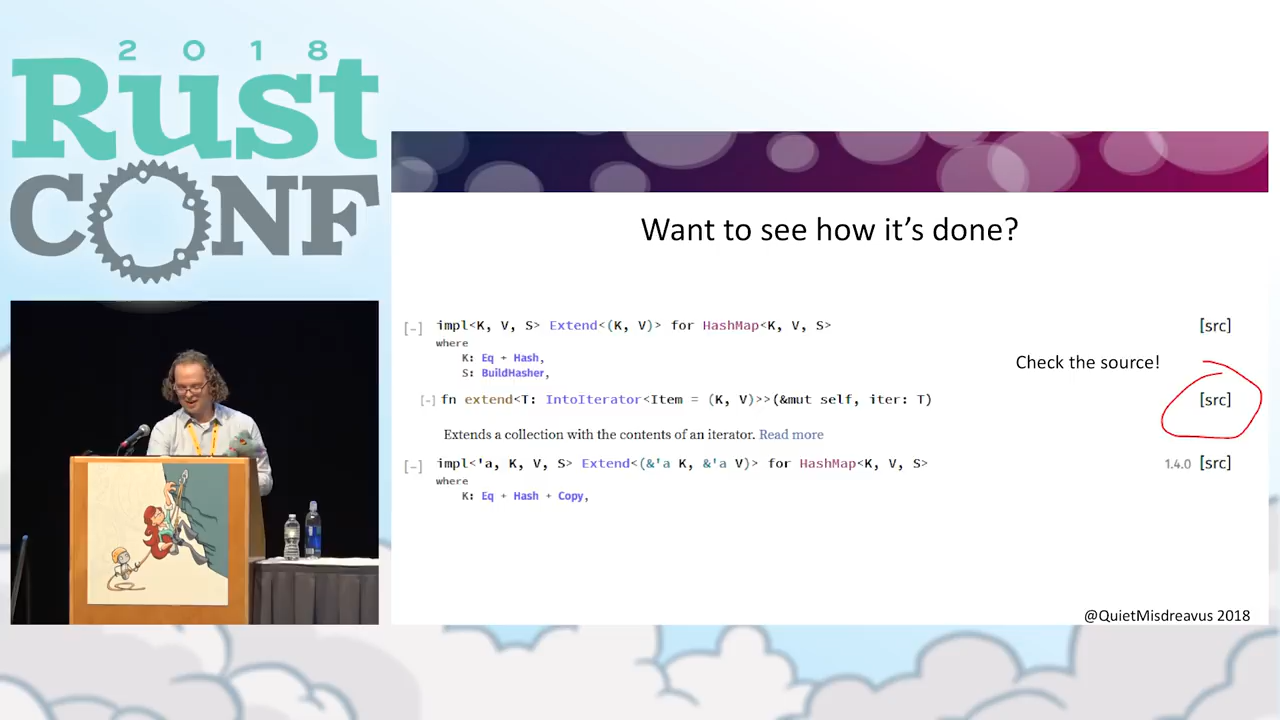 2018
Rust
CONF
Want to see how it's done?
[-] impl<K, V, S> Extend<(K, V)> for HashMap<K, V, S> [src]
where
K: Eq + Hash,
S: BuildHasher,
Check the source!
[-] fn extend<T: IntoIterator<Item = (K, V)>>(&mut self, iter: T) [src]
Extends a collection with the contents of an iterator. Read more
[-] impl<'a, K, V, S> Extend<(&'a K, &'a V)> for HashMap<K, V, S> 1.4.0 [src]
where
K: Eq + Hash + Copy,
@QuietMisdreavus 2018